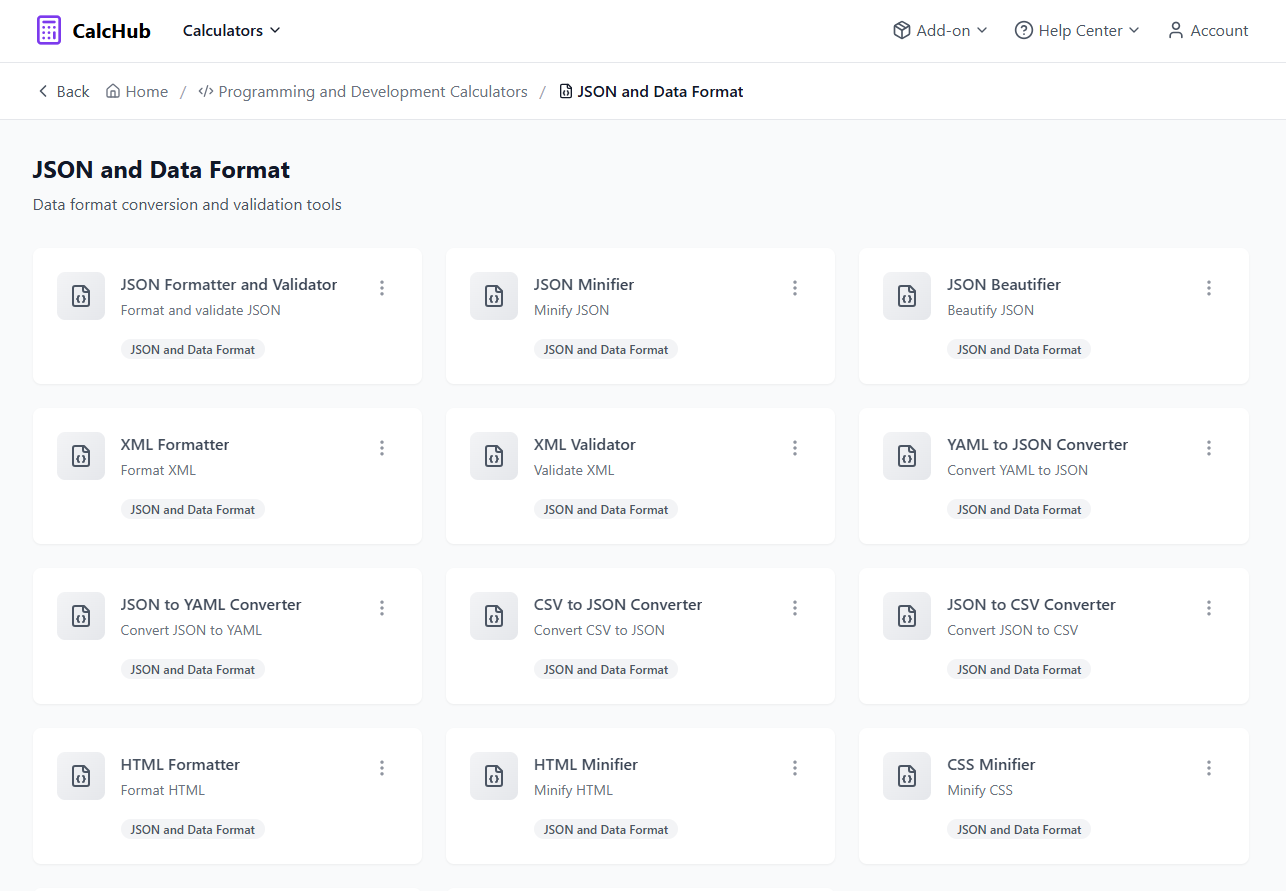 CalcHub Calculators Add-on Help Center Account
Back Home / Programming and Development Calculators / JSON and Data Format
JSON and Data Format
Data format conversion and validation tools
JSON Formatter and Validator
Format and validate JSON
JSON and Data Format
JSON Minifier
Minify JSON
JSON and Data Format
JSON Beautifier
Beautify JSON
JSON and Data Format
XML Formatter
Format XML
JSON and Data Format
XML Validator
Validate XML
JSON and Data Format
YAML to JSON Converter
Convert YAML to JSON
JSON and Data Format
JSON to YAML Converter
Convert JSON to YAML
JSON and Data Format
CSV to JSON Converter
Convert CSV to JSON
JSON and Data Format
JSON to CSV Converter
Convert JSON to CSV
JSON and Data Format
HTML Formatter
Format HTML
JSON and Data Format
HTML Minifier
Minify HTML
JSON and Data Format
CSS Minifier
Minify CSS
JSON and Data Format